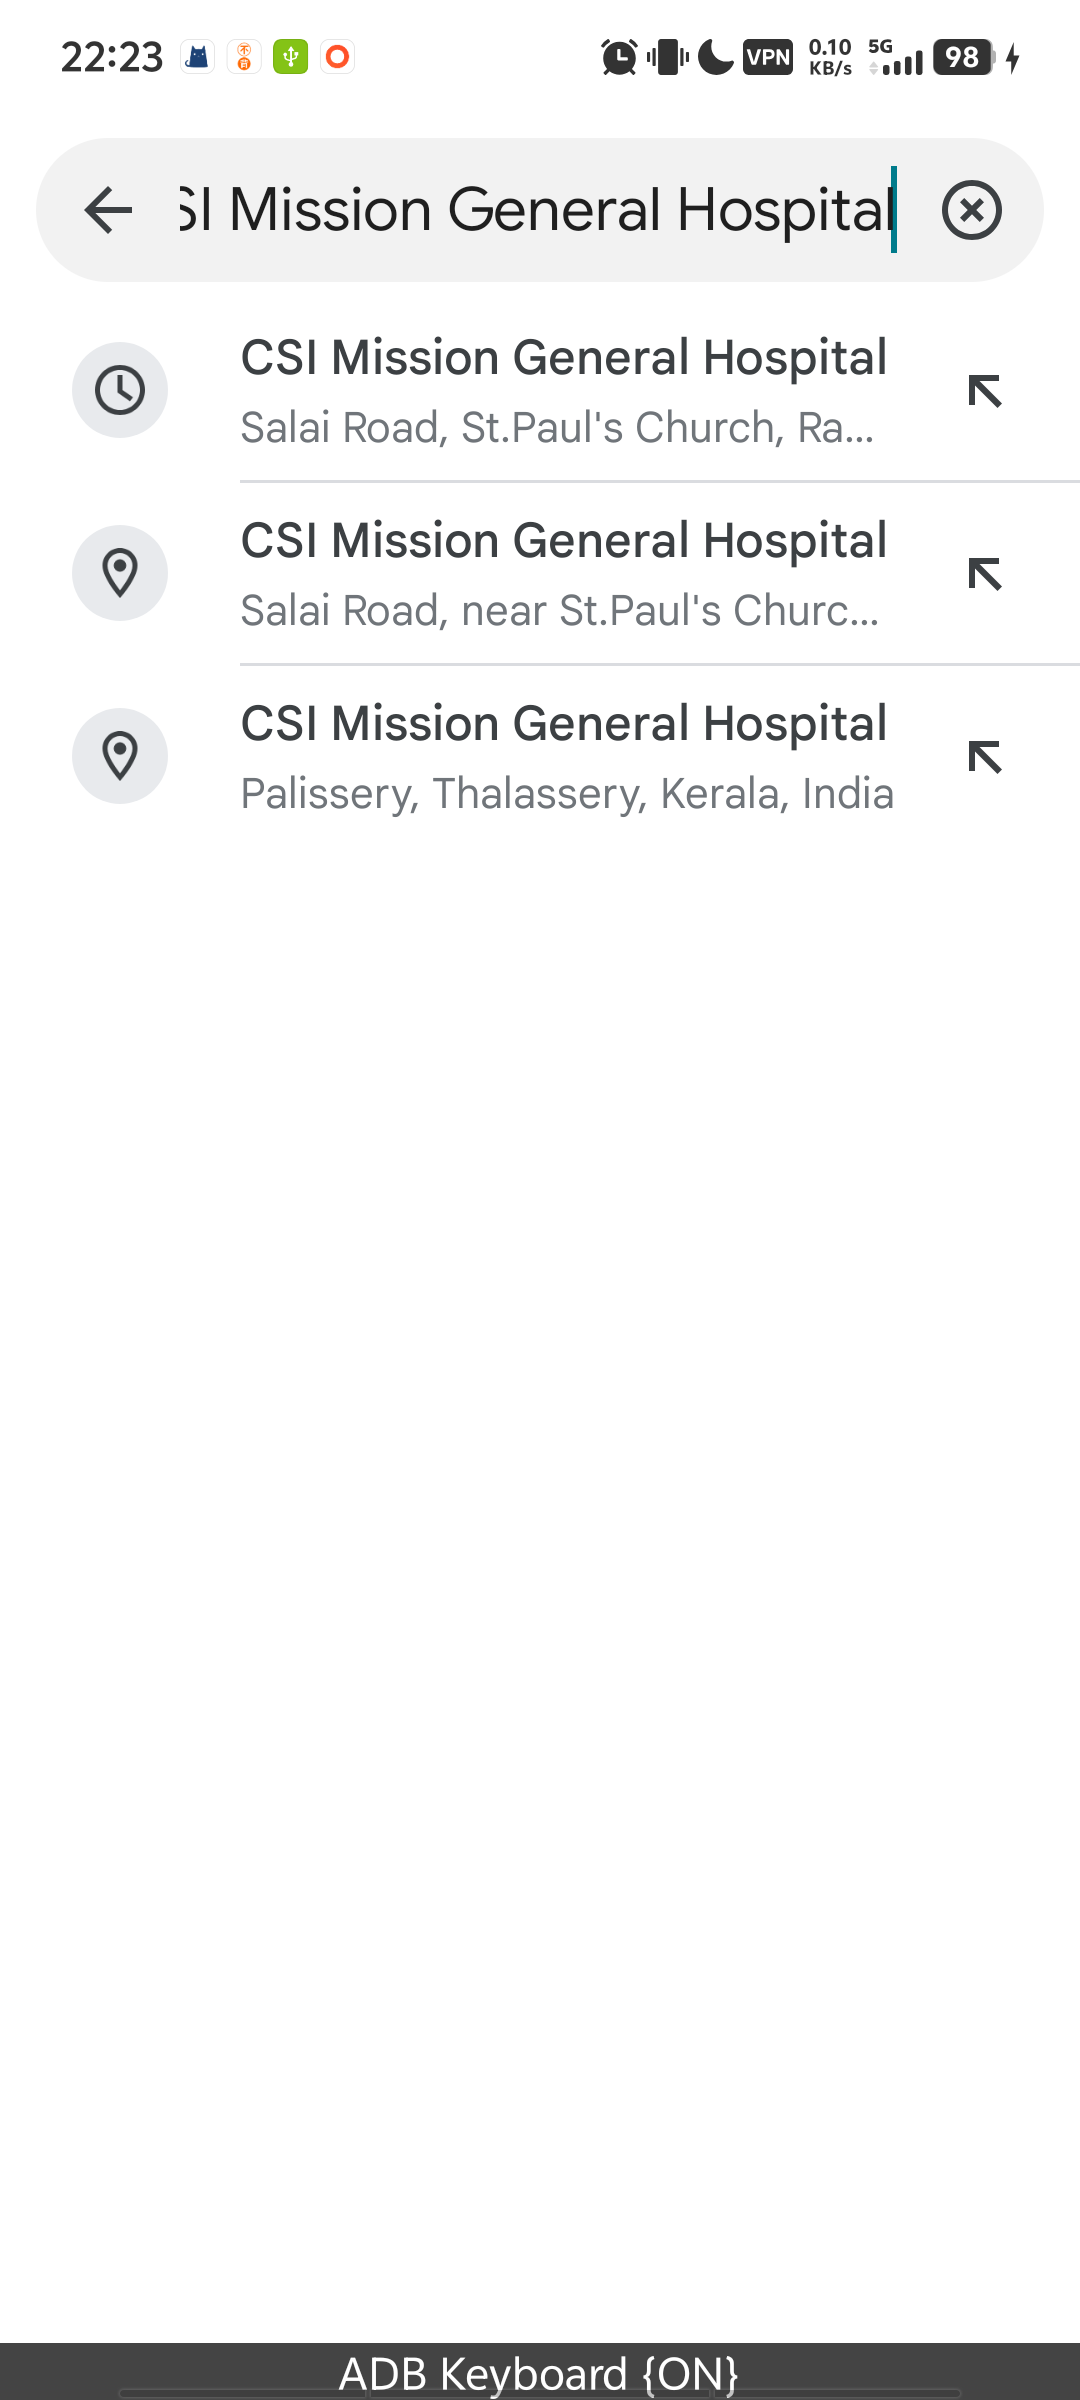 22:23
VPN
0.10
KB/s
5G
98
SI Mission General Hospital
CSI Mission General Hospital
Salai Road, St.Paul's Church, Ra...
CSI Mission General Hospital
Salai Road, near St.Paul's Churc...
CSI Mission General Hospital
Palissery, Thalassery, Kerala, India
ADB Keyboard {ON}